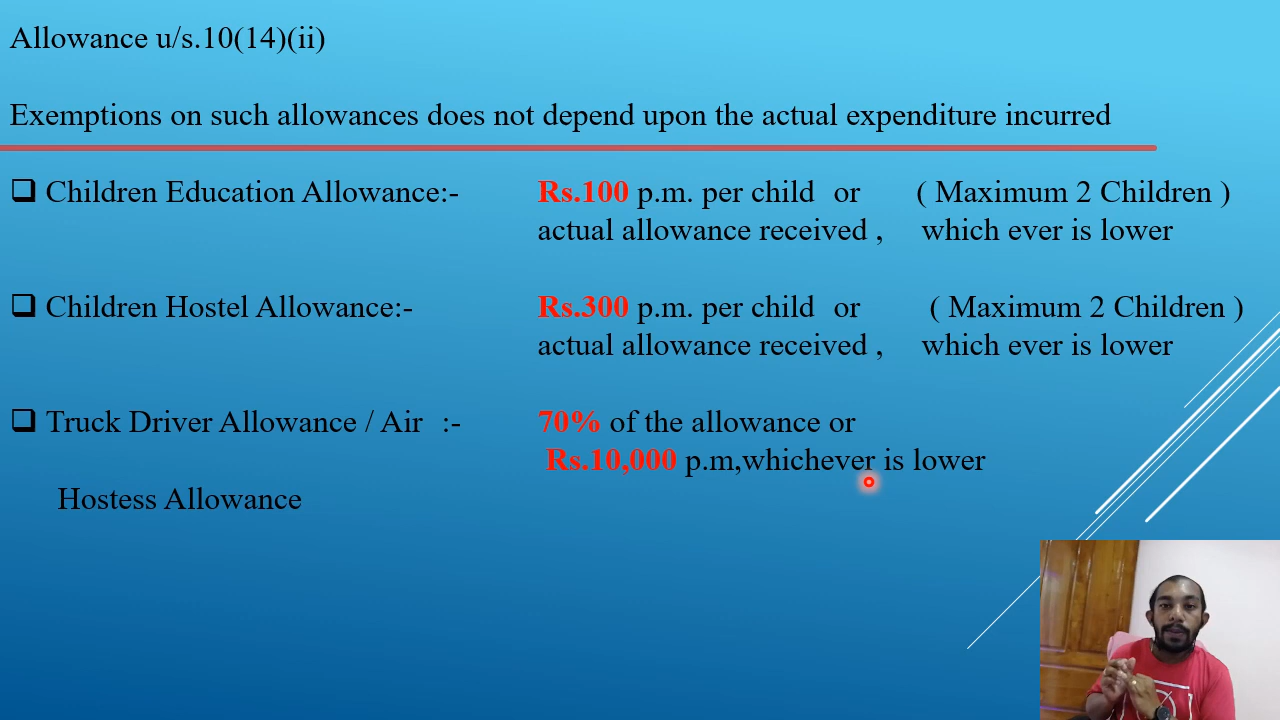 Allowance u/s.10(14)(ii)
Exemptions on such allowances does not depend upon the actual expenditure incurred
❑ Children Education Allowance:- Rs.100 p.m. per child or ( Maximum 2 Children )
actual allowance received , which ever is lower
❑ Children Hostel Allowance:- Rs.300 p.m. per child or ( Maximum 2 Children )
actual allowance received , which ever is lower
❑ Truck Driver Allowance / Air :- 70% of the allowance or
Rs.10,000 p.m,whichever is lower
Hostess Allowance